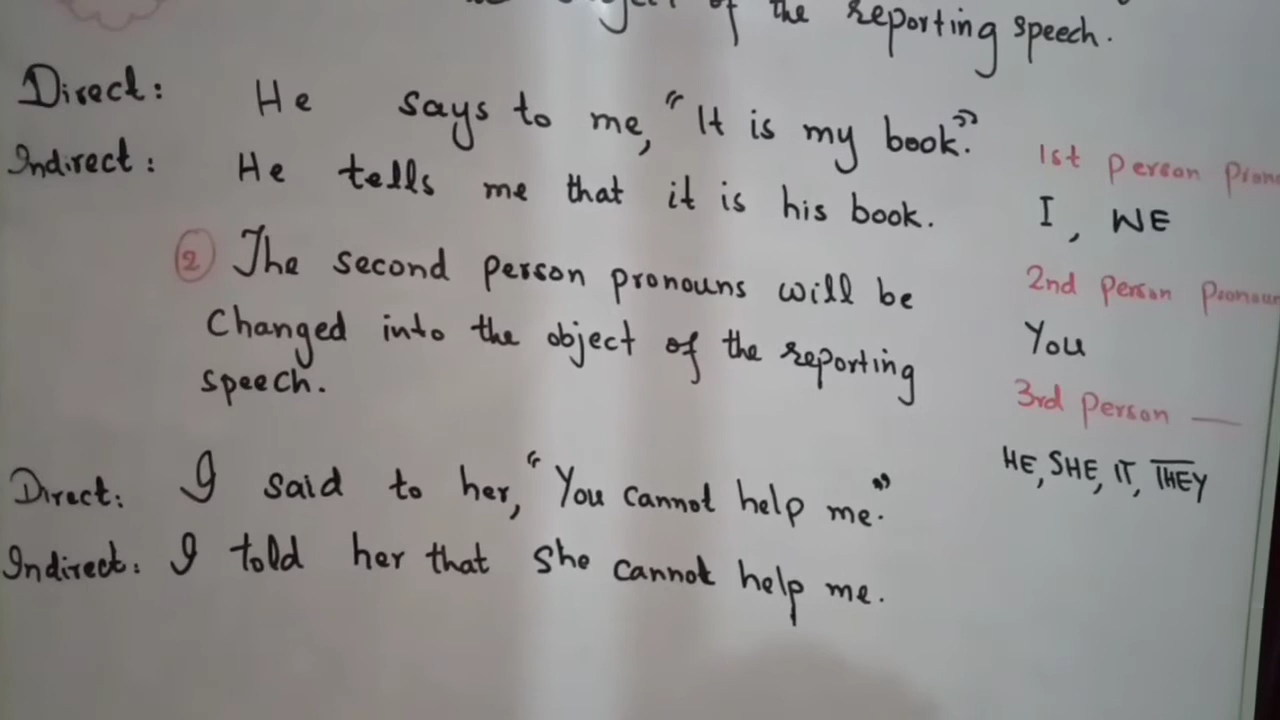 of the reporting speech.
Direct: He says to me, "It is my book."
Indirect: He tells me that it is his book.
1st person
I, WE
② The second person pronouns will be
Changed into the object of the reporting
speech.
2nd person Pronoun
You
3rd person —
HE, SHE, IT, THEY
Direct: I said to her, "You cannot help me."
Indirect: I told her that she cannot help me.